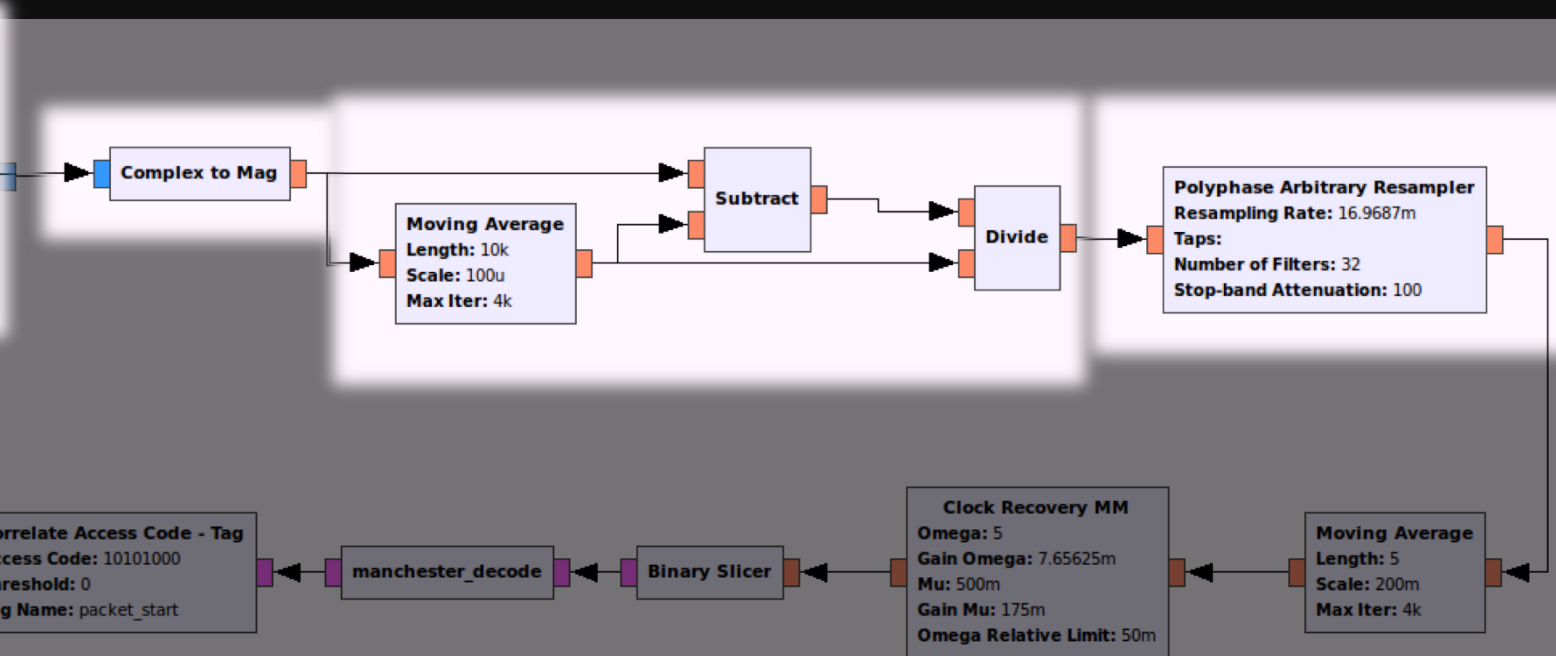 Complex to Mag
Moving Average
Length: 10k
Scale: 100u
Max Iter: 4k
Subtract
Divide
Polyphase Arbitrary Resampler
Resampling Rate: 16.9687m
Taps:
Number of Filters: 32
Stop-band Attenuation: 100
Moving Average
Length: 5
Scale: 200m
Max Iter: 4k
Clock Recovery MM
Omega: 5
Gain Omega: 7.65625m
Mu: 500m
Gain Mu: 175m
Omega Relative Limit: 50m
Binary Slicer
manchester_decode
orrelate Access Code - Tag
ccess Code: 10101000
reshold: 0
g Name: packet_start